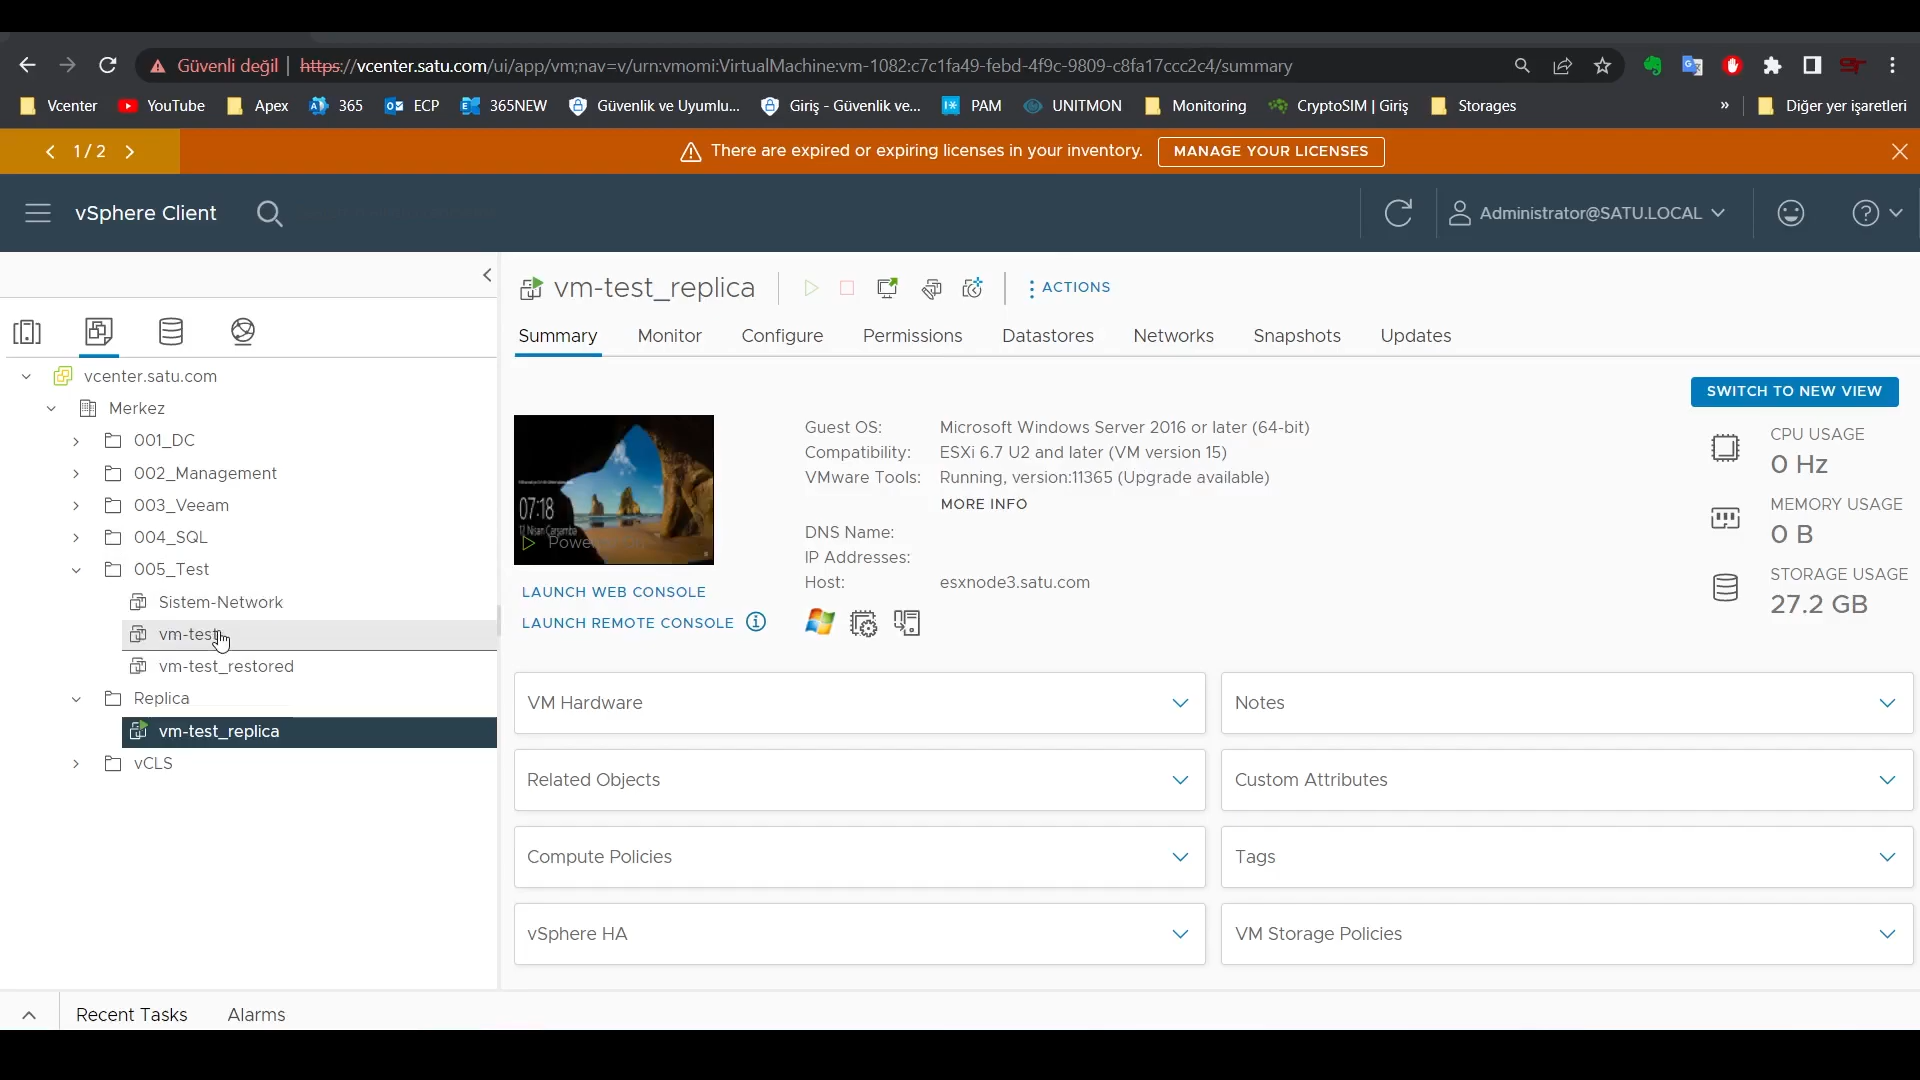 Güvenli değil | https://vcenter.satu.com/ui/app/vm;nav=v/urn:vmomi:VirtualMachine:vm-1082:c7c1fa49-febd-4f9c-9809-c8fa17ccc2c4/summary
Vcenter YouTube Apex 365 ECP 365NEW Güvenlik ve Uyumlu... Giriş - Güvenlik ve... PAM UNITMON Monitoring CryptoSIM | Giriş Storages » Diğer yer işaretleri
1 / 2 There are expired or expiring licenses in your inventory. MANAGE YOUR LICENSES
vSphere Client Administrator@SATU.LOCAL
vm-test_replica ACTIONS
Summary Monitor Configure Permissions Datastores Networks Snapshots Updates
vcenter.satu.com
Merkez
001_DC
002_Management
003_Veeam
004_SQL
005_Test
Sistem-Network
vm-test
vm-test_restored
Replica
vm-test_replica
vCLS
07:18
Nisan Çarşamba
LAUNCH WEB CONSOLE
LAUNCH REMOTE CONSOLE
Guest OS: Microsoft Windows Server 2016 or later (64-bit)
Compatibility: ESXi 6.7 U2 and later (VM version 15)
VMware Tools: Running, version:11365 (Upgrade available)
MORE INFO
DNS Name:
IP Addresses:
Host: esxnode3.satu.com
SWITCH TO NEW VIEW
CPU USAGE
0 Hz
MEMORY USAGE
0 B
STORAGE USAGE
27.2 GB
VM Hardware
Notes
Related Objects
Custom Attributes
Compute Policies
Tags
vSphere HA
VM Storage Policies
Recent Tasks Alarms